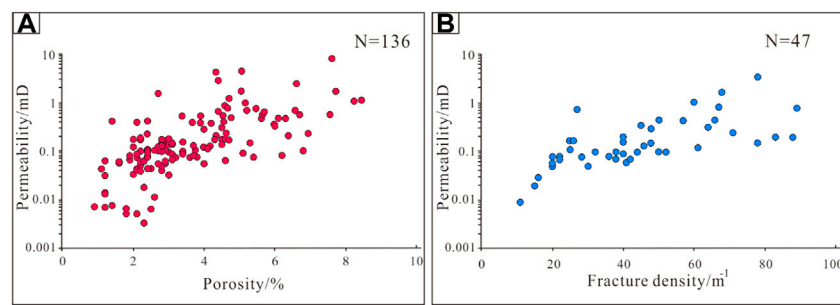 A
N=136
Permeability/mD
10
1
0.1
0.01
0.001
0
2
4
6
8
10
Porosity/%
B
N=47
Permeability/mD
10
1
0.1
0.01
0.001
0
20
40
60
80
100
Fracture density/m⁻¹